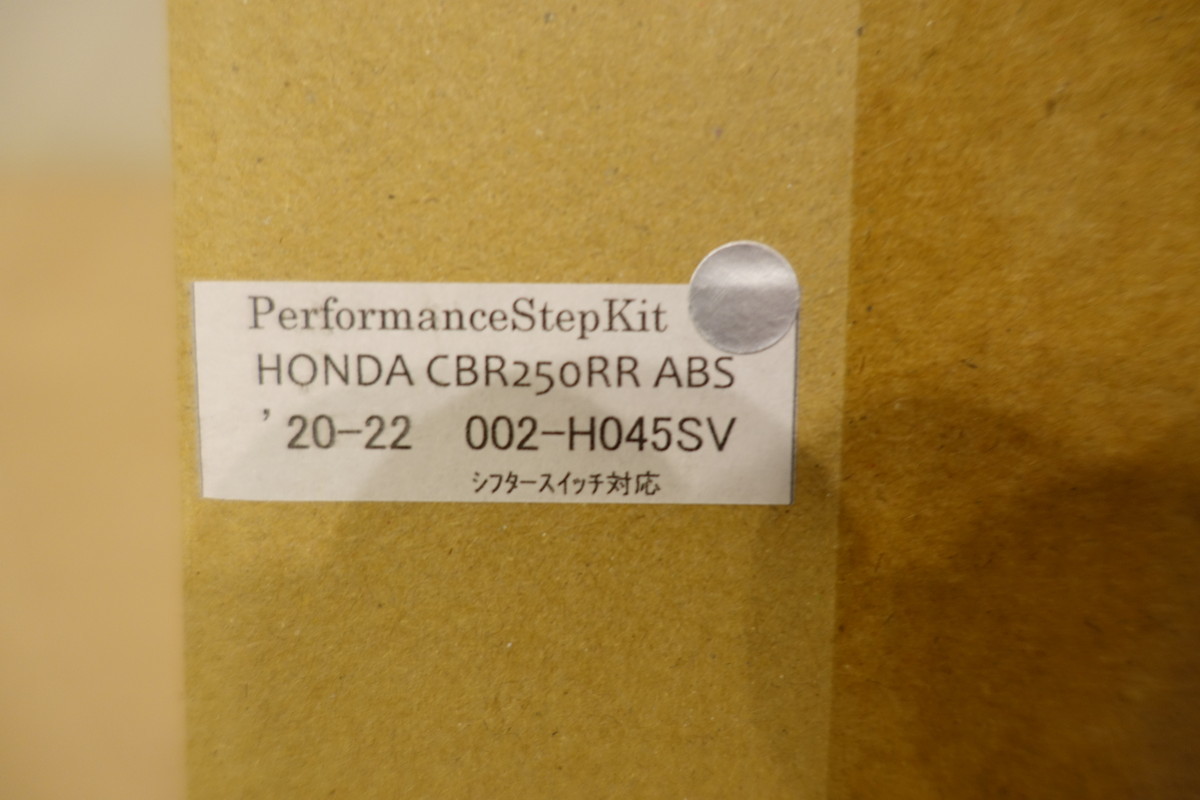 PerformanceStepKit
HONDA CBR250RR ABS
’20-22 002-H045SV
シフタースイッチ対応